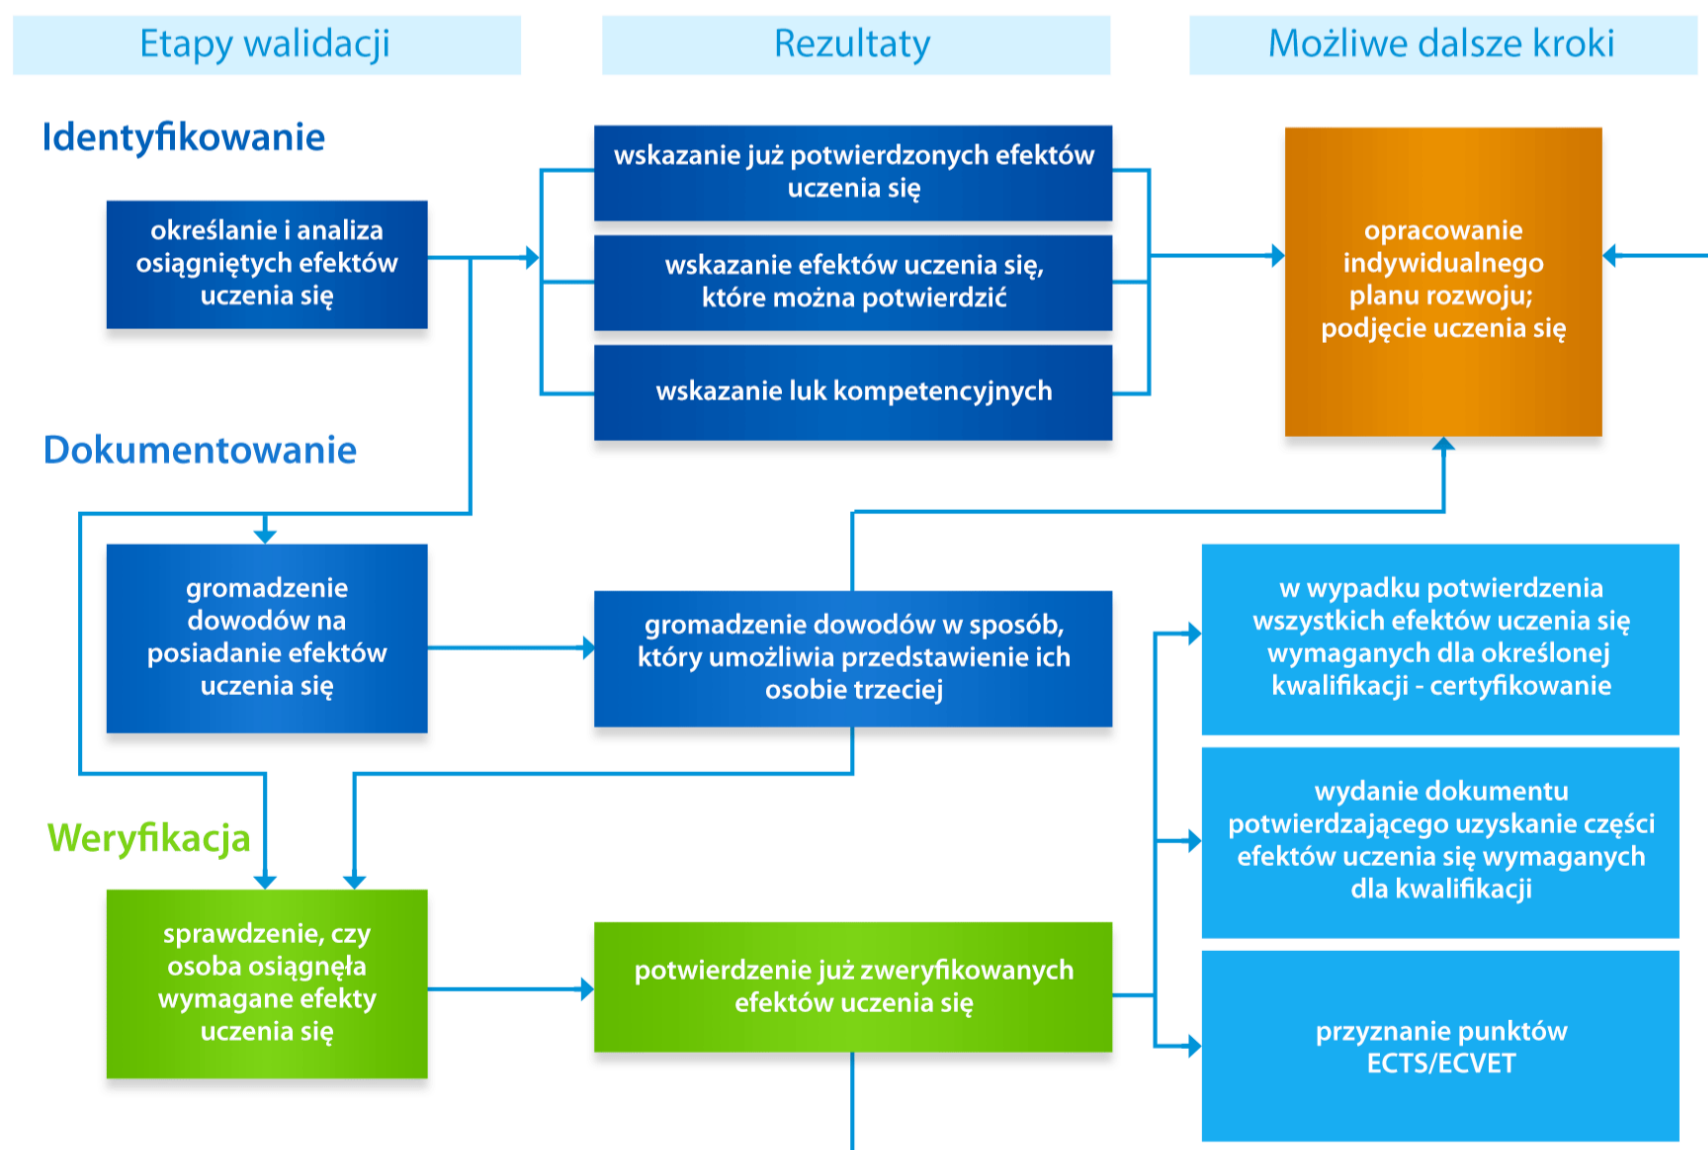 Etapy walidacji
Rezultaty
Możliwe dalsze kroki
Identyfikowanie
określanie i analiza
osiągniętych efektów
uczenia się
wskazanie już potwierdzonych efektów
uczenia się
wskazanie efektów uczenia się,
które można potwierdzić
wskazanie luk kompetencyjnych
opracowanie
indywidualnego
planu rozwoju;
podjęcie uczenia się
Dokumentowanie
gromadzenie
dowodów na
posiadanie efektów
uczenia się
gromadzenie dowodów w sposób,
który umożliwia przedstawienie ich
osobie trzeciej
w wypadku potwierdzenia
wszystkich efektów uczenia się
wymaganych dla określonej
kwalifikacji - certyfikowanie
wydanie dokumentu
potwierdzającego uzyskanie części
efektów uczenia się wymaganych
dla kwalifikacji
Weryfikacja
sprawdzenie, czy
osoba osiągnęła
wymagane efekty
uczenia się
potwierdzenie już zweryfikowanych
efektów uczenia się
przyznanie punktów
ECTS/ECVET